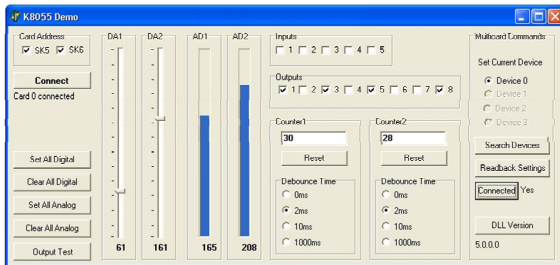 K8055 Demo
Card Address
SK5 SK6
Connect
Card 0 connected
Set All Digital
Clear All Digital
Set All Analog
Clear All Analog
Output Test
DA1
61
DA2
161
AD1
165
AD2
208
Inputs
1 2 3 4 5
Outputs
1 2 3 4 5 6 7 8
Counter1
30
Reset
Debounce Time
0ms
2ms
10ms
1000ms
Counter2
28
Reset
Debounce Time
0ms
2ms
10ms
1000ms
Multicard Commands
Set Current Device
Device 0
Device 1
Device 2
Device 3
Search Devices
Readback Settings
Connected Yes
DLL Version
5.0.0.0